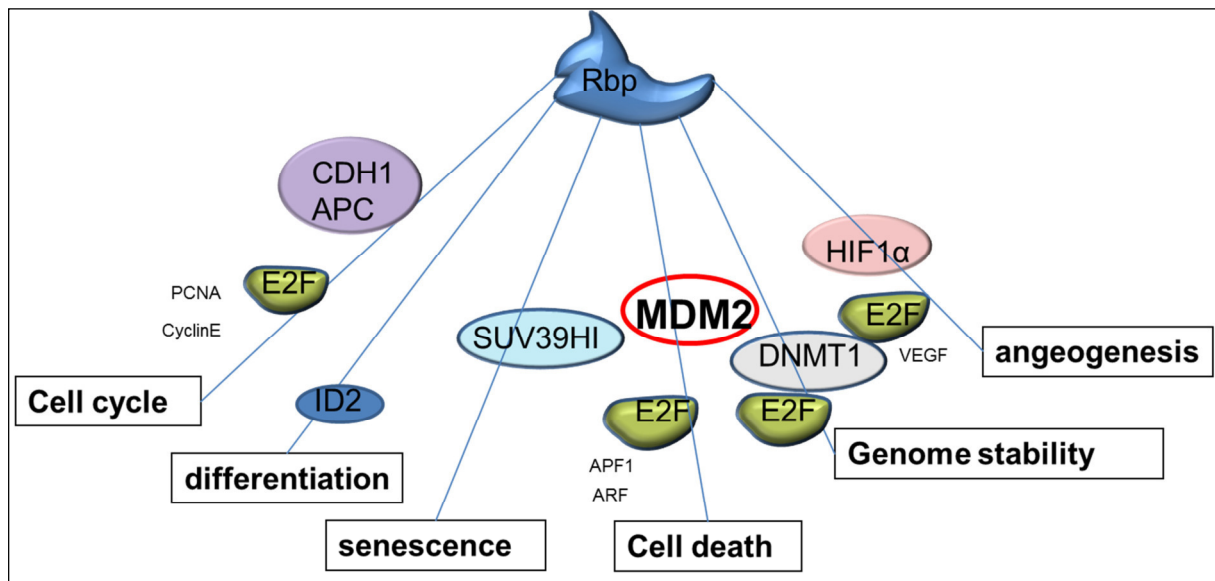 Rbp
CDH1
APC
HIF1α
E2F
PCNA
CyclinE
MDM2
E2F
SUV39HI
DNMT1
VEGF
angeogenesis
Cell cycle
ID2
E2F
E2F
differentiation
APF1
ARF
Genome stability
senescence
Cell death